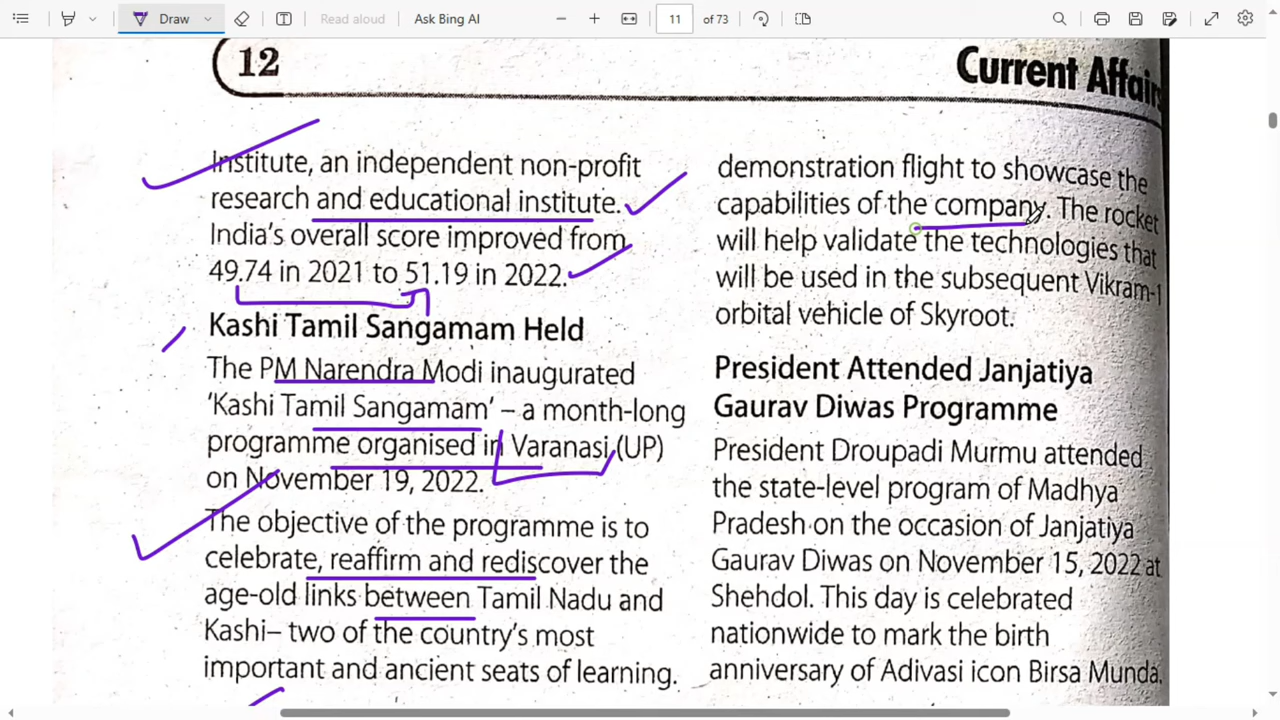 Draw
Read aloud
Ask Bing AI
11
of 73
12
Current Affairs
Institute, an independent non-profit
research and educational institute.
India's overall score improved from
49.74 in 2021 to 51.19 in 2022.
Kashi Tamil Sangamam Held
The PM Narendra Modi inaugurated
'Kashi Tamil Sangamam' – a month-long
programme organised in Varanasi (UP)
on November 19, 2022.
The objective of the programme is to
celebrate, reaffirm and rediscover the
age-old links between Tamil Nadu and
Kashi– two of the country's most
important and ancient seats of learning.
demonstration flight to showcase the
capabilities of the company. The rocket
will help validate the technologies that
will be used in the subsequent Vikram-1
orbital vehicle of Skyroot.
President Attended Janjatiya
Gaurav Diwas Programme
President Droupadi Murmu attended
the state-level program of Madhya
Pradesh on the occasion of Janjatiya
Gaurav Diwas on November 15, 2022 at
Shehdol. This day is celebrated
nationwide to mark the birth
anniversary of Adivasi icon Birsa Munda.